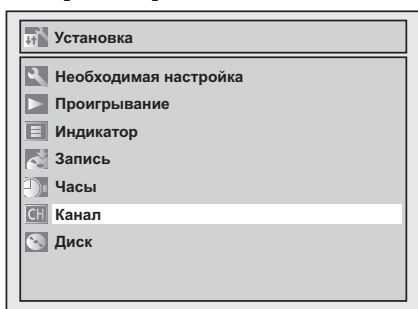 Установка
Необходимая настройка
Проигрывание
Индикатор
Запись
Часы
CH Канал
Диск